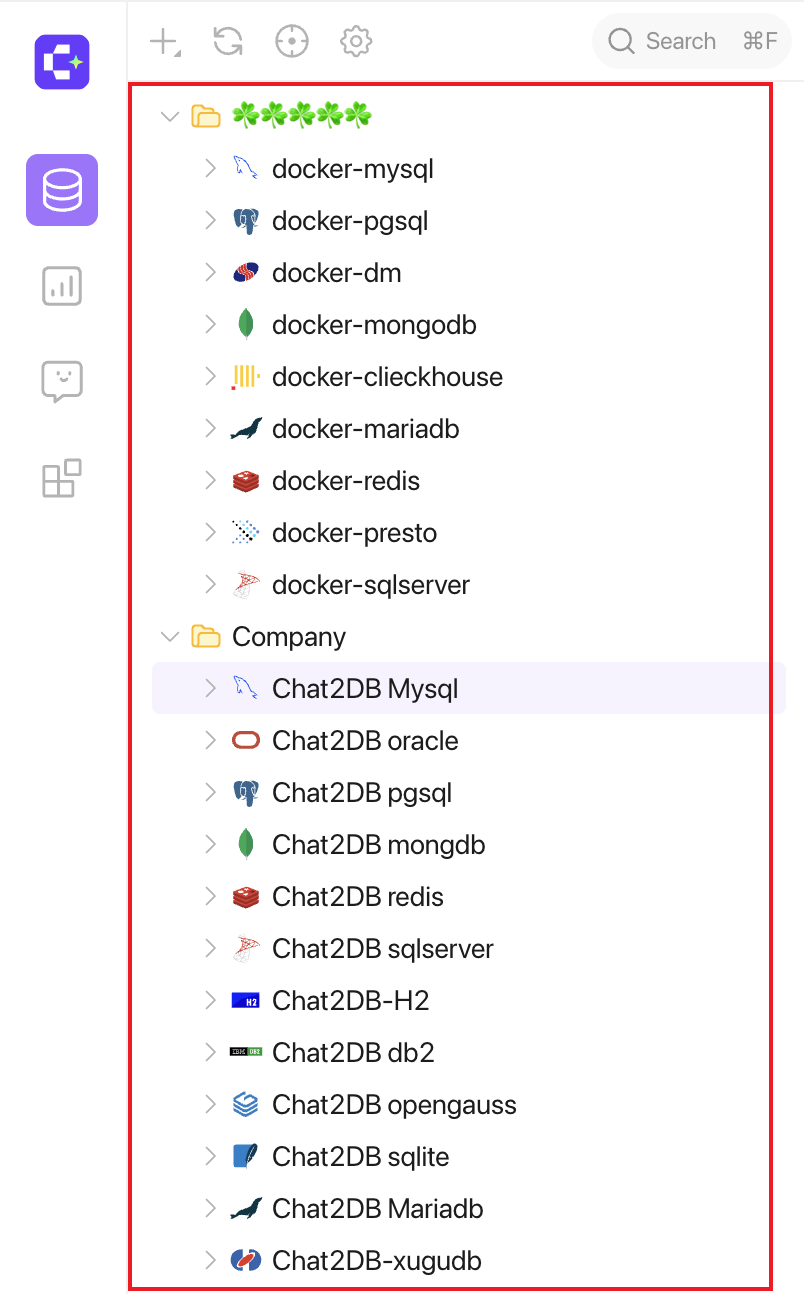 Search ⌘F
☘☘☘☘☘
docker-mysql
docker-pgsql
docker-dm
docker-mongodb
docker-clieckhouse
docker-mariadb
docker-redis
docker-presto
docker-sqlserver
Company
Chat2DB Mysql
Chat2DB oracle
Chat2DB pgsql
Chat2DB mongdb
Chat2DB redis
Chat2DB sqlserver
H2 Chat2DB-H2
IBM DB2 Chat2DB db2
Chat2DB opengauss
Chat2DB sqlite
Chat2DB Mariadb
Chat2DB-xugudb